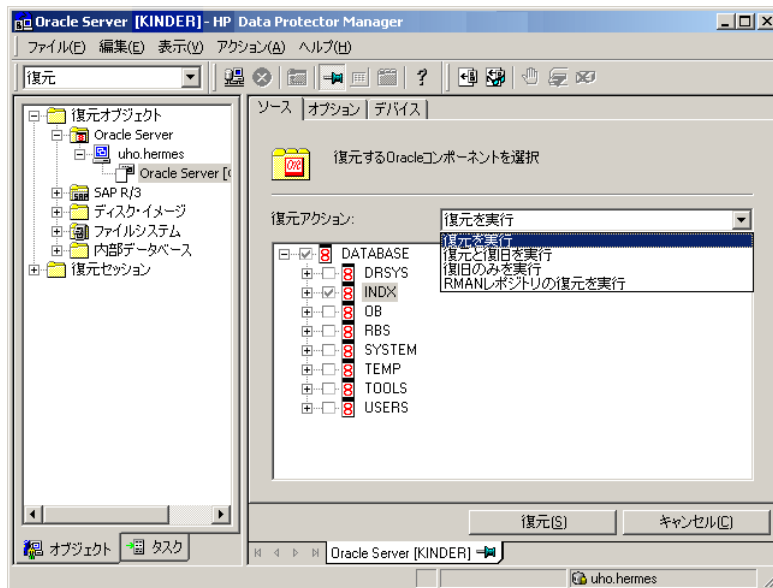 Oracle Server [KINDER] - HP Data Protector Manager
ファイル(F) 編集(E) 表示(V) アクション(A) ヘルプ(H)
復元
復元オブジェクト
Oracle Server
uho.hermes
Oracle Server [
SAP R/3
ディスク・イメージ
ファイルシステム
内部データベース
復元セッション
オブジェクト
タスク
ソース オプション デバイス
復元するOracleコンポーネントを選択
復元アクション:
復元を実行
復元を実行
復元と復旧を実行
復旧のみを実行
RMANレポジトリの復元を実行
DATABASE
DRSYS
INDX
OB
RBS
SYSTEM
TEMP
TOOLS
USERS
復元(S)
キャンセル(C)
Oracle Server [KINDER]
uho.hermes